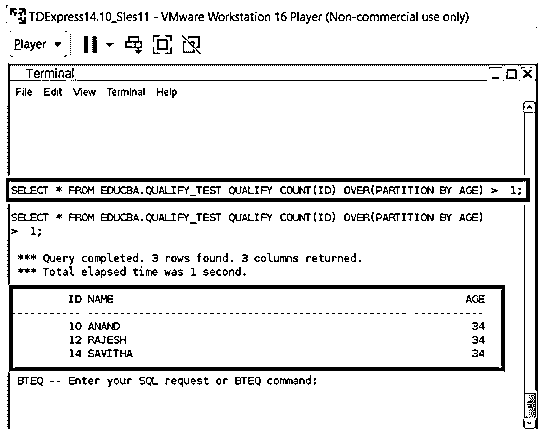 TDExpress14.10_Sles11 - VMware Workstation 16 Player (Non-commercial use only)
Player
Terminal
File Edit View Terminal Help
SELECT * FROM EDUCBA.QUALIFY_TEST QUALIFY COUNT(ID) OVER(PARTITION BY AGE) > 1;
SELECT * FROM EDUCBA.QUALIFY_TEST QUALIFY COUNT(ID) OVER(PARTITION BY AGE)
> 1;
*** Query completed. 3 rows found. 3 columns returned.
*** Total elapsed time was 1 second.
ID NAME AGE
----------- -------------------------------------------------- -----------
10 ANAND 34
12 RAJESH 34
14 SAVITHA 34
BTEQ -- Enter your SQL request or BTEQ command: